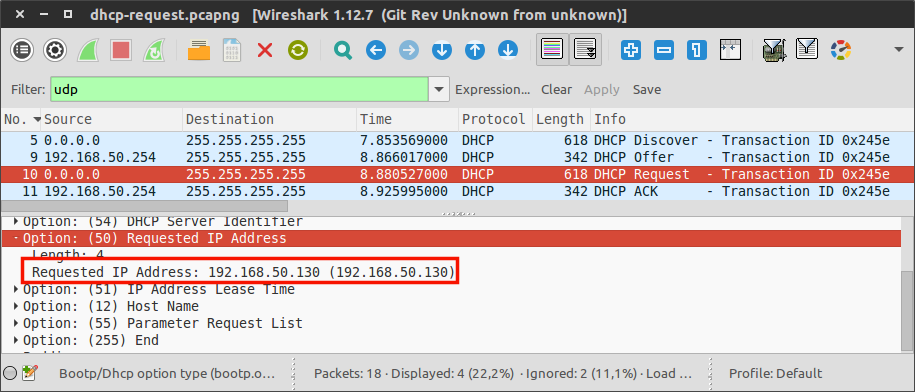 dhcp-request.pcapng [Wireshark 1.12.7 (Git Rev Unknown from unknown)]
Filter: udp Expression... Clear Apply Save
No. Source Destination Time Protocol Length Info
5 0.0.0.0 255.255.255.255 7.853569000 DHCP 618 DHCP Discover - Transaction ID 0x245e
9 192.168.50.254 255.255.255.255 8.866017000 DHCP 342 DHCP Offer - Transaction ID 0x245e
10 0.0.0.0 255.255.255.255 8.880527000 DHCP 618 DHCP Request - Transaction ID 0x245e
11 192.168.50.254 255.255.255.255 8.925995000 DHCP 342 DHCP ACK - Transaction ID 0x245e
Option: (54) DHCP Server Identifier
Option: (50) Requested IP Address
Length: 4
Requested IP Address: 192.168.50.130 (192.168.50.130)
Option: (51) IP Address Lease Time
Option: (12) Host Name
Option: (55) Parameter Request List
Option: (255) End
Bootp/Dhcp option type (bootp.o... Packets: 18 · Displayed: 4 (22,2%) · Ignored: 2 (11,1%) · Load ... Profile: Default